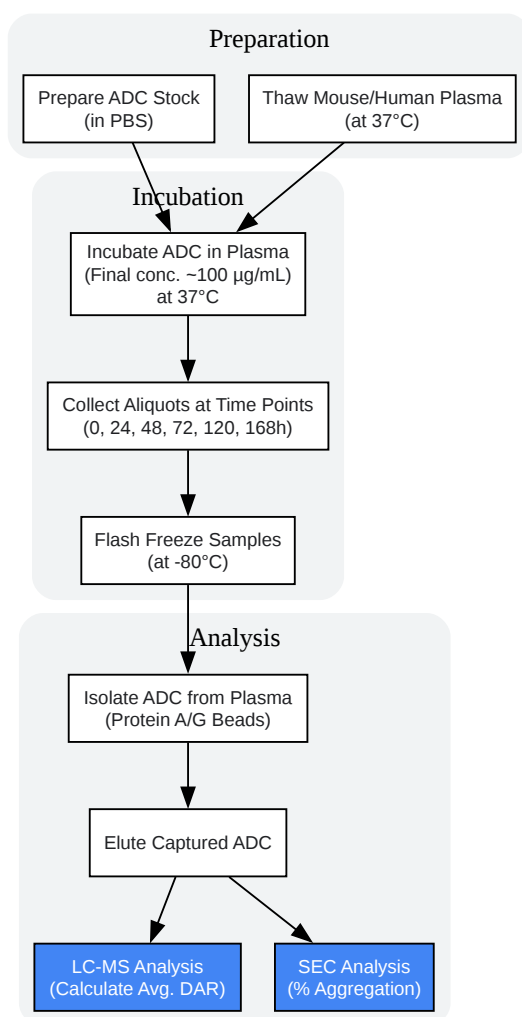 Preparation
Prepare ADC Stock
(in PBS)
Thaw Mouse/Human Plasma
(at 37°C)
Incubation
Incubate ADC in Plasma
(Final conc. ~100 µg/mL)
at 37°C
Collect Aliquots at Time Points
(0, 24, 48, 72, 120, 168h)
Flash Freeze Samples
(at -80°C)
Analysis
Isolate ADC from Plasma
(Protein A/G Beads)
Elute Captured ADC
LC-MS Analysis
(Calculate Avg. DAR)
SEC Analysis
(% Aggregation)